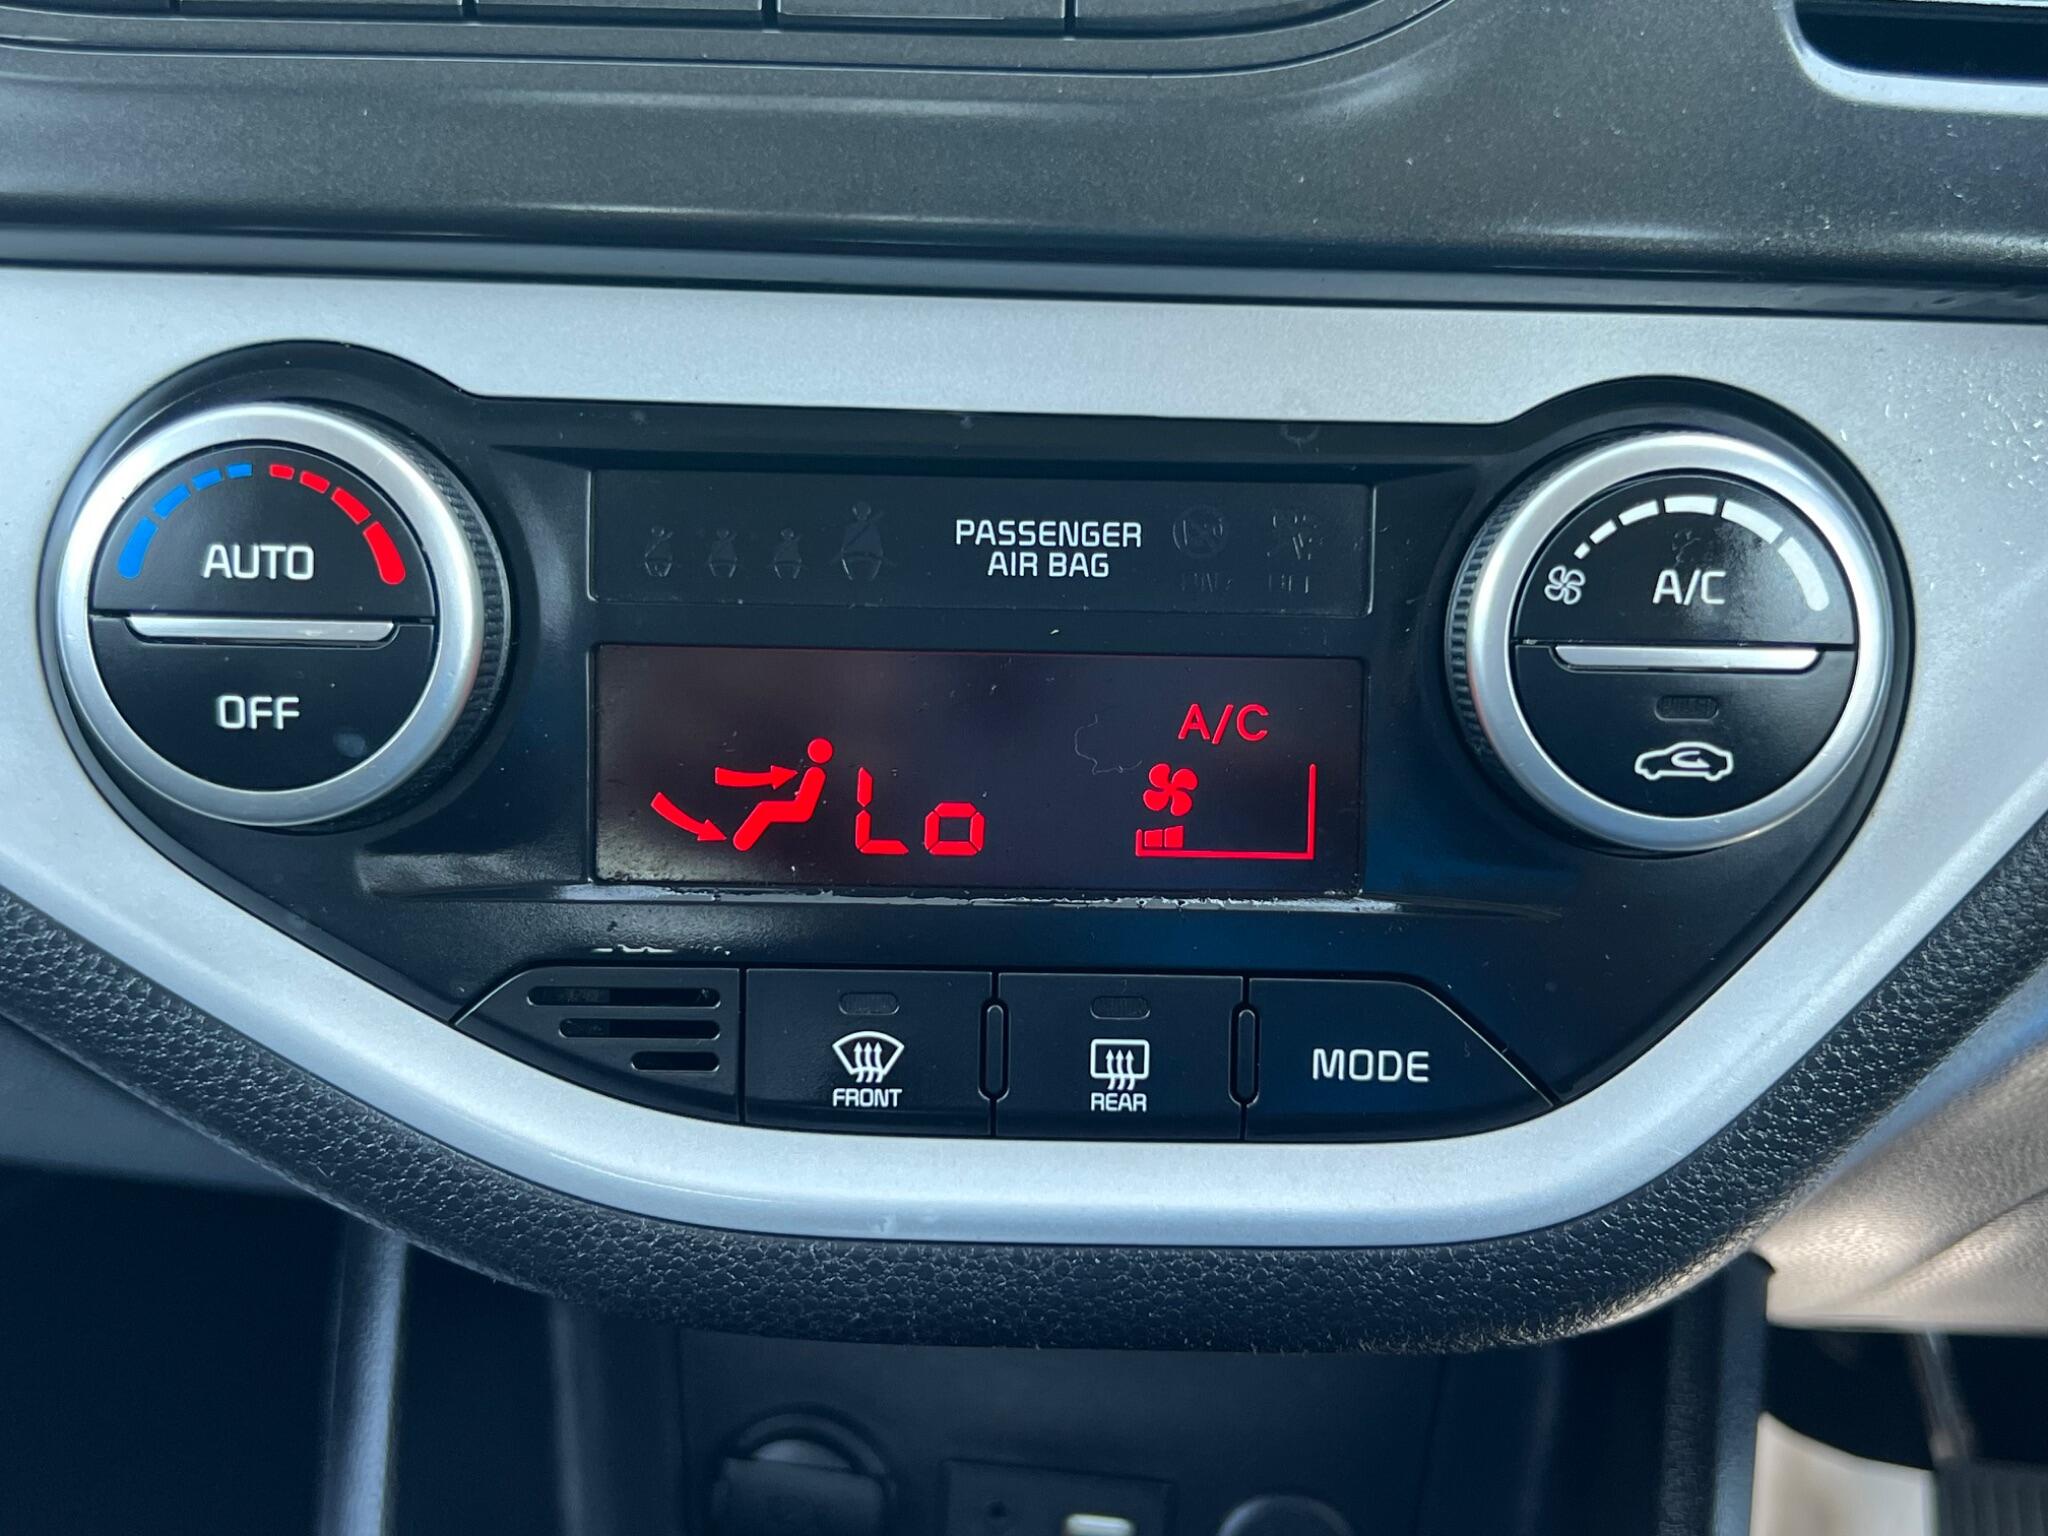 PASSENGER
AIR BAG
AUTO
OFF
A/C
A/C
Lo
FRONT
REAR
MODE